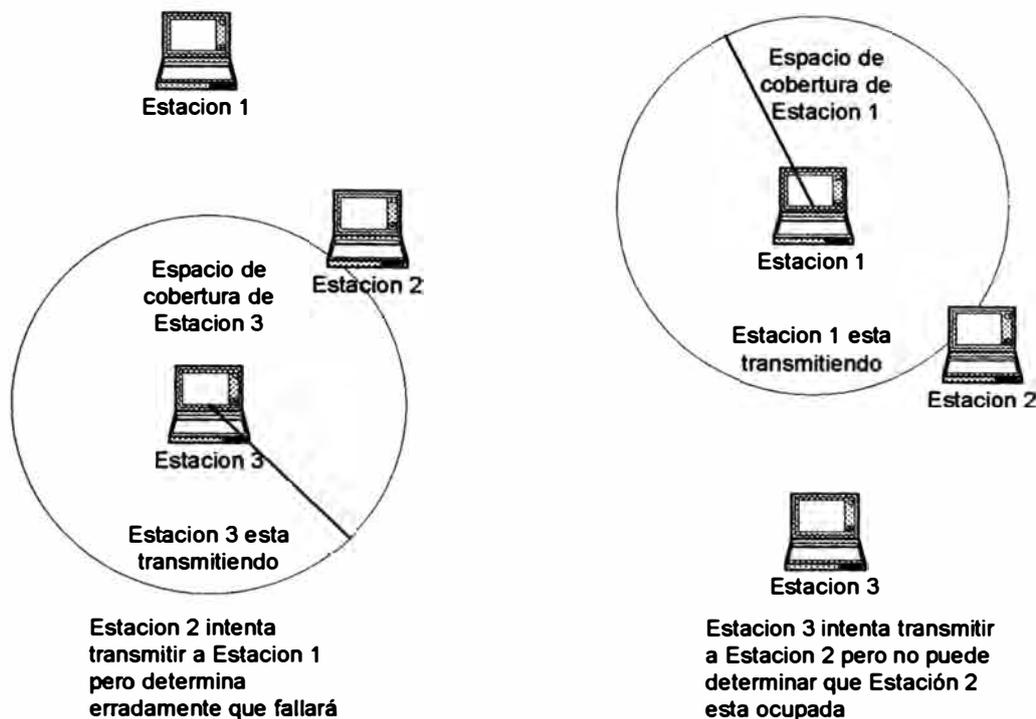 Estacion 1
Estacion 2
Espacio de
cobertura de
Estacion 3
Estacion 3
Estacion 3 esta
transmitiendo
Estacion 2 intenta
transmitir a Estacion 1
pero determina
erradamente que fallará
Espacio de
cobertura de
Estacion 1
Estacion 1
Estacion 1 esta
transmitiendo
Estacion 2
Estacion 3
Estacion 3 intenta transmitir
a Estacion 2 pero no puede
determinar que Estación 2
esta ocupada